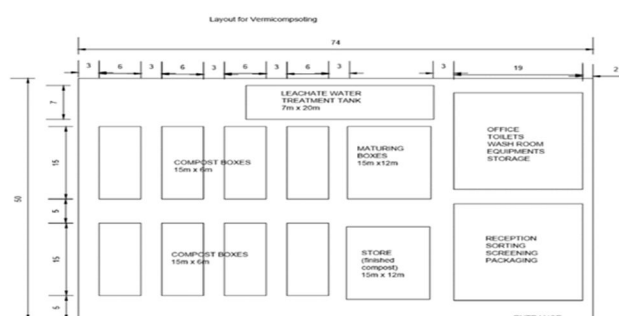 Layout for Vermicompsoting
74
3 6 3 6 3 6 3 6 3 3 19 2
LEACHATE WATER
TREATMENT TANK
7m x 20m
7
OFFICE
TOILETS
WASH ROOM
EQUIPMENTS
STORAGE
15
COMPOST BOXES
15m x 6m
MATURING
BOXES
15m x12m
50
5
RECEPTION
SORTING
SCREENING
PACKAGING
15
COMPOST BOXES
15m x 6m
STORE
(finished
compost)
15m x 12m